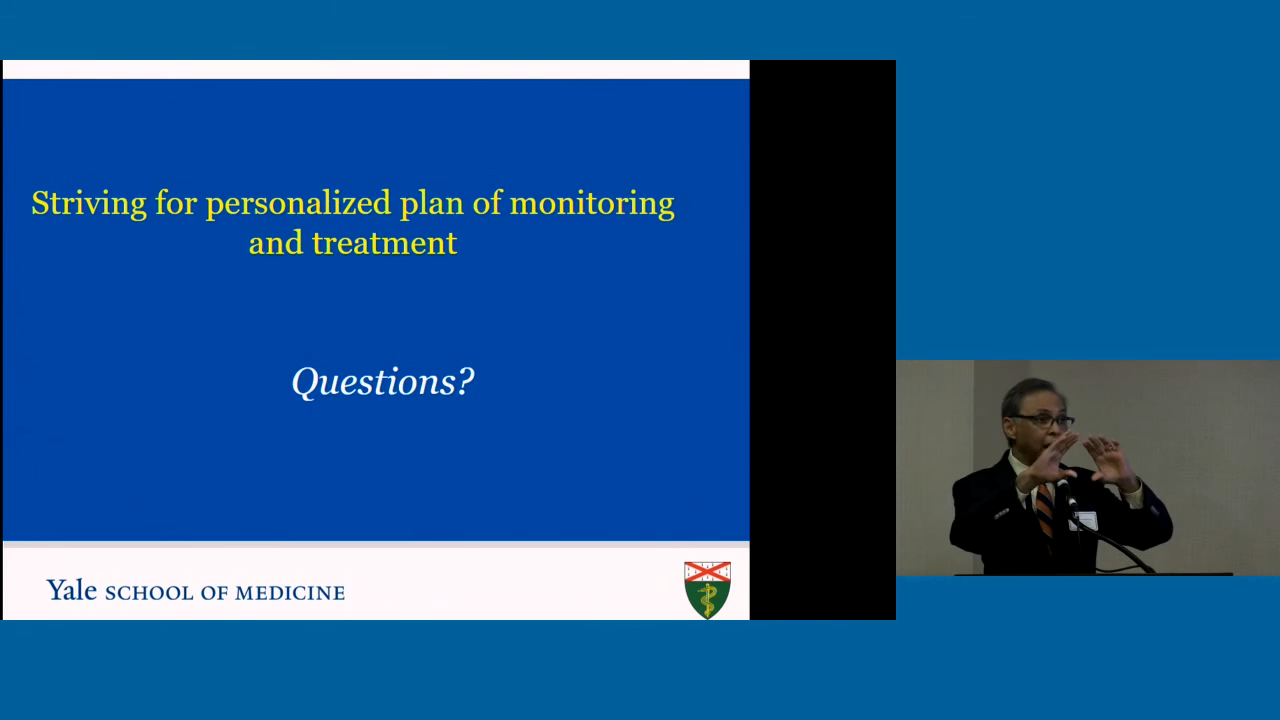 Striving for personalized plan of monitoring
and treatment
Questions?
Yale SCHOOL OF MEDICINE